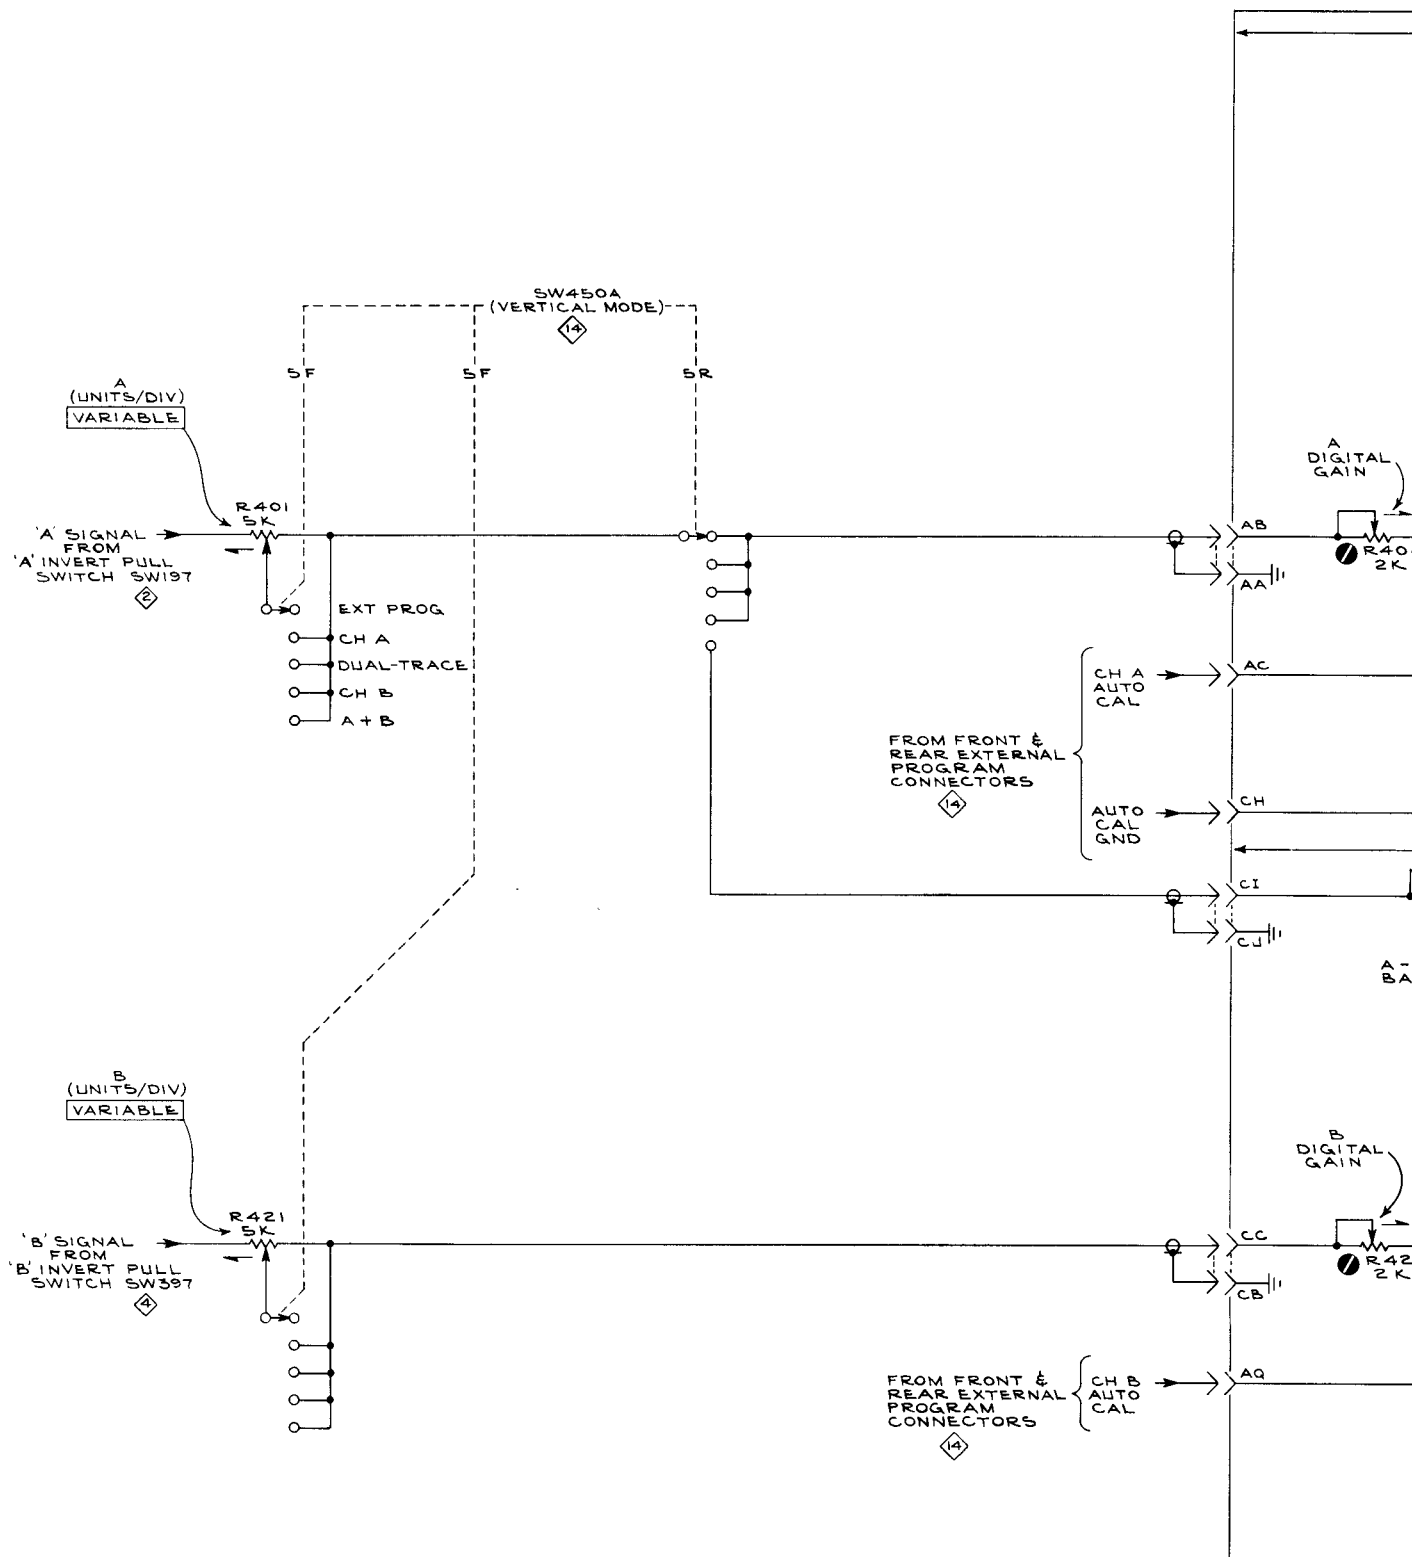 SW450A
(VERTICAL MODE)
14
5F
5F
5R
A
(UNITS/DIV)
VARIABLE
R401
5K
'A' SIGNAL
FROM
'A' INVERT PULL
SWITCH SW197
2
EXT PROG
CH A
DUAL-TRACE
CH B
A+B
A
DIGITAL
GAIN
AB
AA
R40
2K
CH A
AUTO
CAL
AC
FROM FRONT &
REAR EXTERNAL
PROGRAM
CONNECTORS
14
AUTO
CAL
GND
CH
CI
CJ
A-
BA
B
(UNITS/DIV)
VARIABLE
R421
5K
'B' SIGNAL
FROM
'B' INVERT PULL
SWITCH SW397
4
B
DIGITAL
GAIN
CC
CB
R42
2K
FROM FRONT &
REAR EXTERNAL
PROGRAM
CONNECTORS
14
CH B
AUTO
CAL
AQ